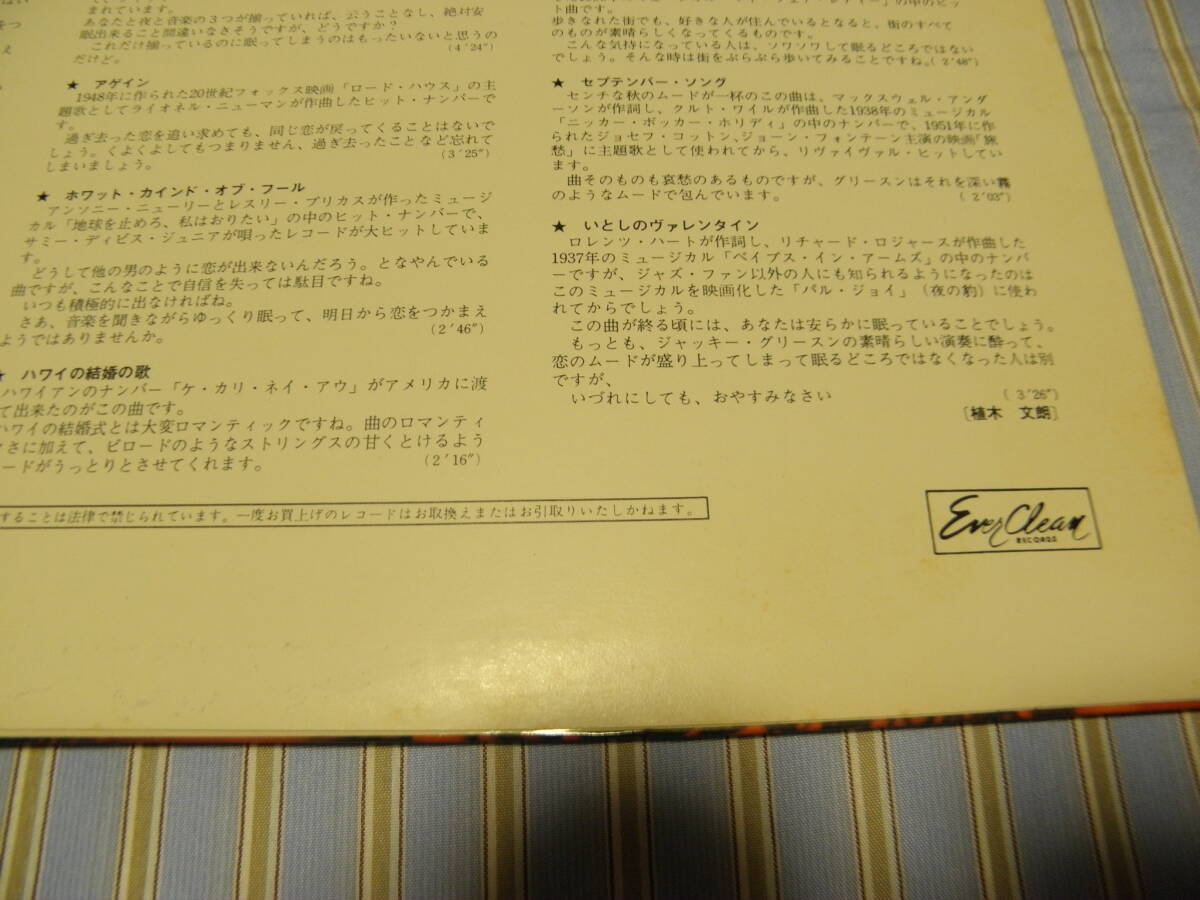 まれています。
あなたと夜と音楽の3つが揃っていれば、云うことなし、絶対安
眠出来ること間違いなさそうですが、どうですか?
これだけ揃っているのに眠ってしまうのはもったいないと思うの
だけど。 (4′24″)
★ アゲイン
1948年に作られた20世紀フォックス映画「ロード・ハウス」の主
題歌としてライオネル・ニューマンが作曲したヒット・ナンバーで
す。
過ぎ去った恋を追い求めても、同じ恋が戻ってくることはないで
しょう。くよくよしてもつまりません、過ぎ去ったことなど忘れて
しまいましょう。 (3′25″)
★ ホワット・カインド・オブ・フール
アンソニー・ニューリーとレスリー・ブリカスが作ったミュージ
カル「地球を止めろ、私はおりたい」の中のヒット・ナンバーで、
サミー・ディビス・ジュニアが唄ったレコードが大ヒットしていま
す。
どうして他の男のように恋が出来ないんだろう。となやんでいる
曲ですが、こんなことで自信を失っては駄目ですね。
いつも積極的に出なければね。
さあ、音楽を聞きながらゆっくり眠って、明日から恋をつかまえ
ようではありませんか。 (2′46″)
★ ハワイの結婚の歌
ハワイアンのナンバー「ケ・カリ・ネイ・アウ」がアメリカに渡
て出来たのがこの曲です。
ハワイの結婚式とは大変ロマンティックですね。曲のロマンティ
クさに加えて、ビロードのようなストリングスの甘くとけるよう
ードがうっとりとさせてくれます。 (2′16″)
ト曲です。
歩きなれた街でも、好きな人が住んでいるとなると、街のすべて
のものが素晴らしくなってくるものです。
こんな気持になっている人は、ソワソワして眠るどころではない
でしょう。そんな時は街をぶらぶら歩いてみることですね。(2′48″)
★ セプテンバー・ソング
センチな秋のムードが一杯のこの曲は、マックスウェル・アンダ
ーソンが作詞し、クルト・ワイルが作曲した1938年のミュージカル
「ニッカー・ボッカー・ホリディ」の中のナンバーで、1951年に作
られたジョセフ・コットン、ジョーン・フォンテーン主演の映画「旅
愁」に主題歌として使われてから、リヴァイヴァル・ヒットしてい
ます。
曲そのものも哀愁のあるものですが、グリースンはそれを深い霧
のようなムードで包んでいます。 (2′03″)
★ いとしのヴァレンタイン
ロレンツ・ハートが作詞し、リチャード・ロジャースが作曲した
1937年のミュージカル「ベイブス・イン・アームズ」の中のナンバ
ーですが、ジャズ・ファン以外の人にも知られるようになったのは
このミュージカルを映画化した「パル・ジョイ」(夜の豹)に使わ
れてからでしょう。
この曲が終る頃には、あなたは安らかに眠っていることでしょう。
もっとも、ジャッキー・グリースンの素晴らしい演奏に酔って、
恋のムードが盛り上ってしまって眠るどころではなくなった人は別
ですが、
いづれにしても、おやすみなさい (3′26″)
〔植木 文朗〕
することは法律で禁じられています。一度お買上げのレコードはお取換えまたはお引取りいたしかねます。
Ever Clean
RECORDS